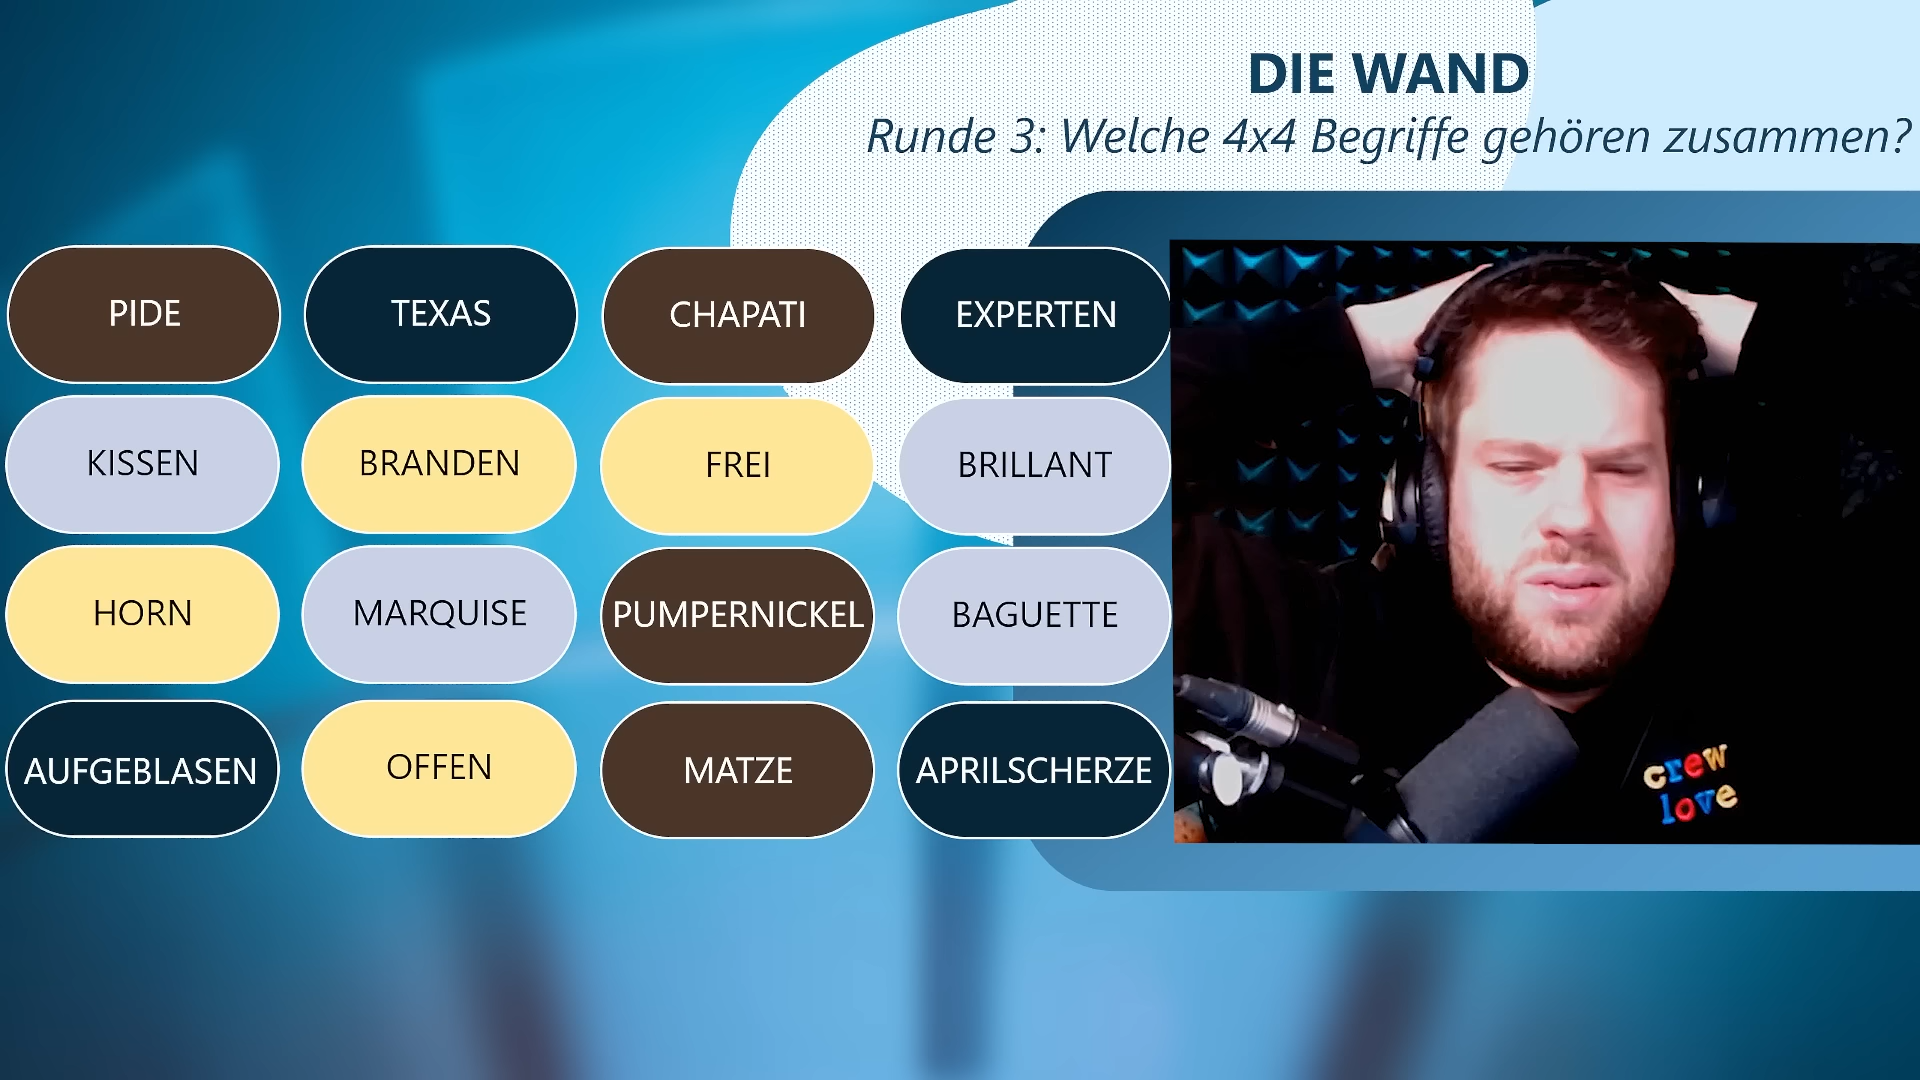 DIE WAND
Runde 3: Welche 4x4 Begriffe gehören zusammen?
PIDE
TEXAS
CHAPATI
EXPERTEN
KISSEN
BRANDEN
FREI
BRILLANT
HORN
MARQUISE
PUMPERNICKEL
BAGUETTE
AUFGEBLASEN
OFFEN
MATZE
APRILSCHERZE
crew
love